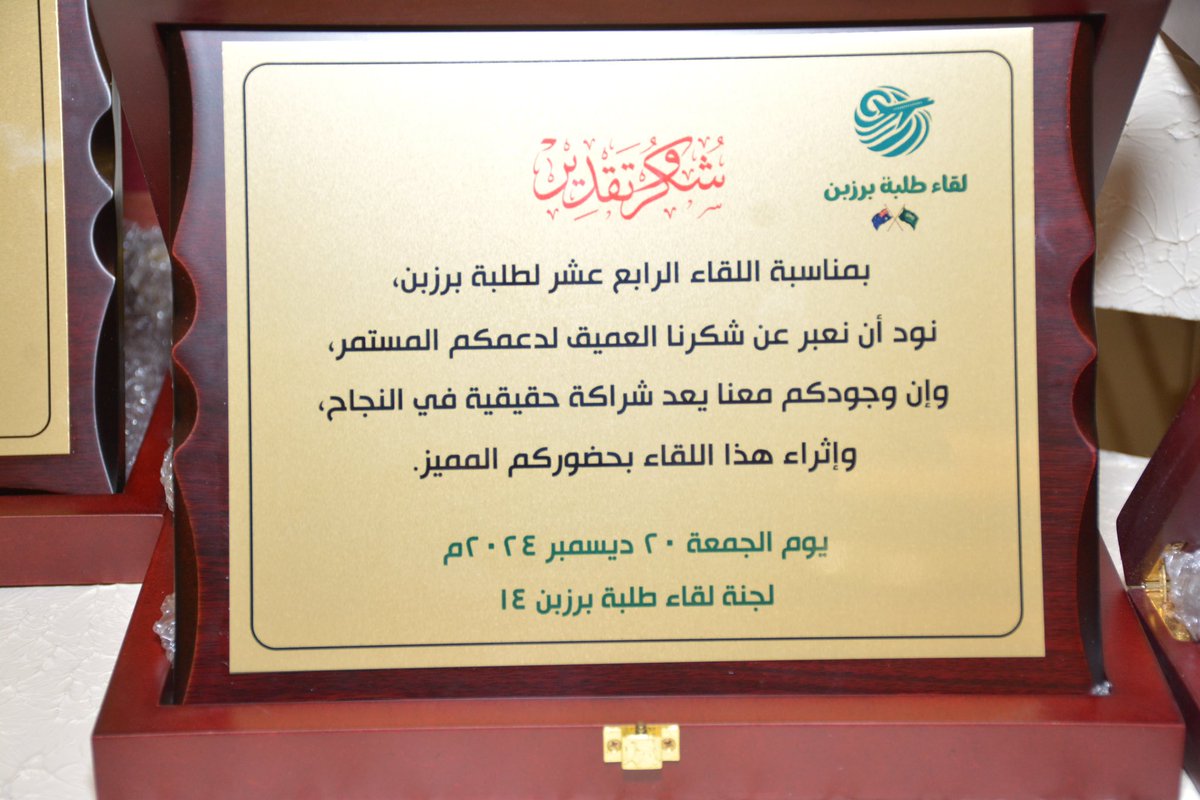 لقاء طلبة برزبن
شكر وتقدير
بمناسبة اللقاء الرابع عشر لطلبة برزبن،
نود أن نعبر عن شكرنا العميق لدعمكم المستمر،
وإن وجودكم معنا يعد شراكة حقيقية في النجاح،
وإثراء هذا اللقاء بحضوركم المميز.
يوم الجمعة ٢٠ ديسمبر ٢٠٢٤م
لجنة لقاء طلبة برزبن ١٤